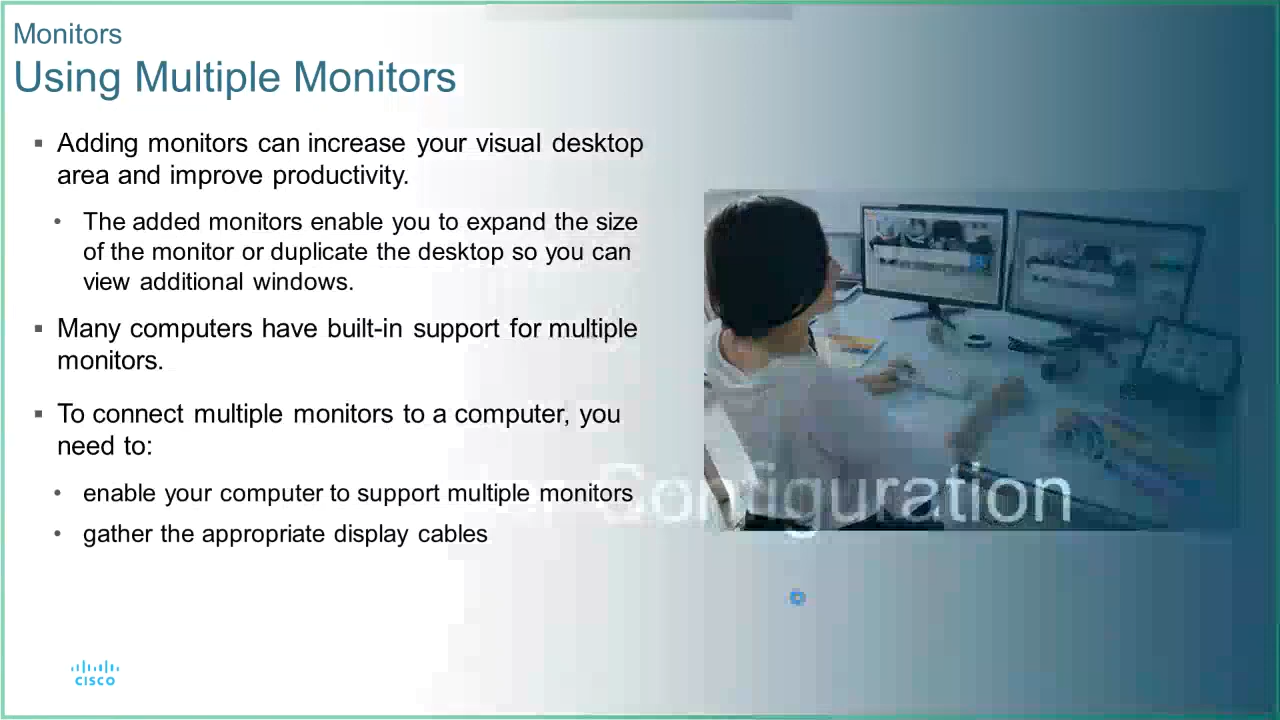 Monitors
Using Multiple Monitors
▪ Adding monitors can increase your visual desktop
area and improve productivity.
• The added monitors enable you to expand the size
of the monitor or duplicate the desktop so you can
view additional windows.
▪ Many computers have built-in support for multiple
monitors.
▪ To connect multiple monitors to a computer, you
need to:
• enable your computer to support multiple monitors
Configuration
• gather the appropriate display cables
CISCO